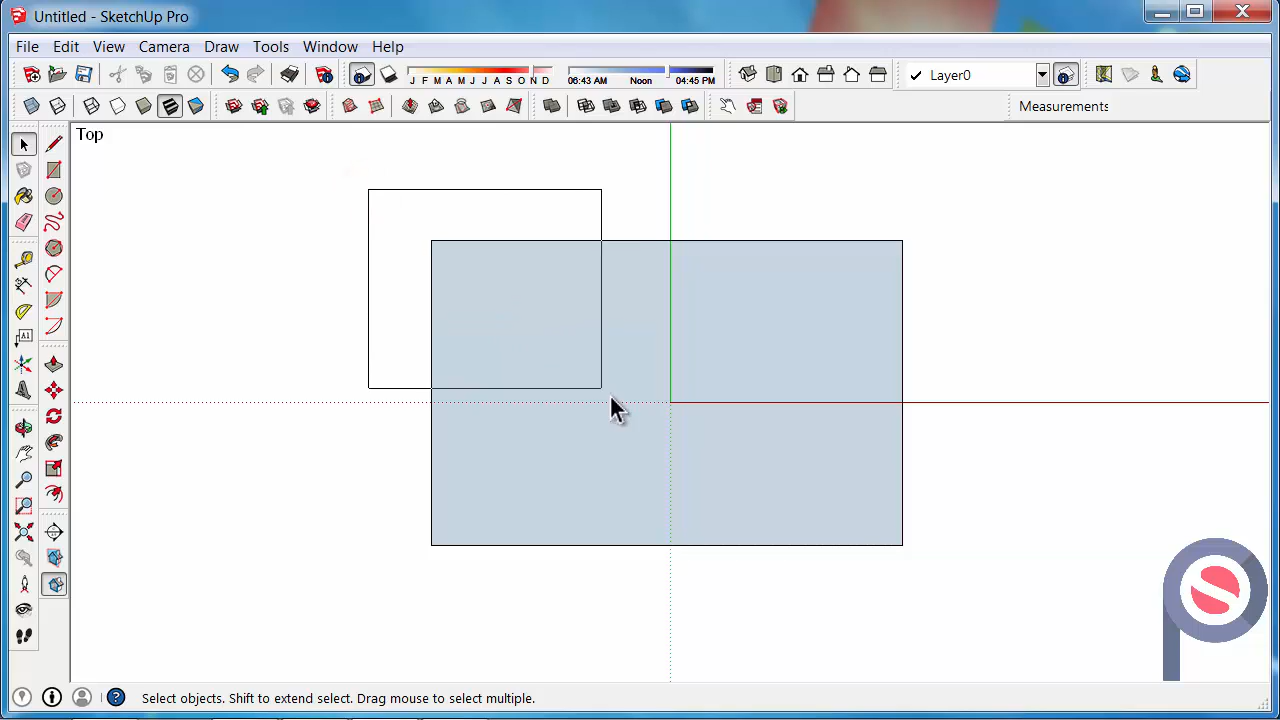 Untitled - SketchUp Pro
File Edit View Camera Draw Tools Window Help
J F M A M J J A S O N D
06:43 AM Noon 04:45 PM
Layer0
Measurements
Top
A1
Select objects. Shift to extend select. Drag mouse to select multiple.